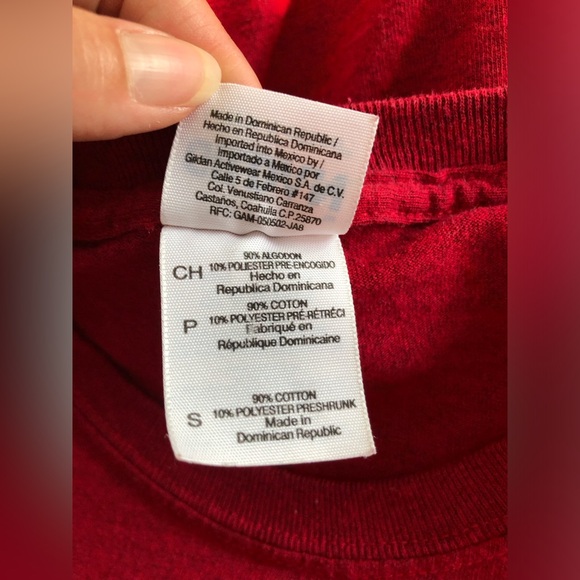 Made in Dominican Republic /
Hecho en Republica Dominicana
Imported into Mexico by /
Importado a Mexico por
Gildan Activewear Mexico S.A. de C.V.
Calle 5 de Febrero #147
Col. Venustiano Carranza
Castaños, Coahuila C.P. 25870
RFC: GAM-050502-JA8
90% ALGODON
CH 10% POLIESTER PRE-ENCOGIDO
Hecho en
Republica Dominicana
90% COTON
P 10% POLYESTER PRÉ-RÉTRÉCI
Fabriqué en
République Dominicaine
90% COTTON
S 10% POLYESTER PRESHRUNK
Made in
Dominican Republic